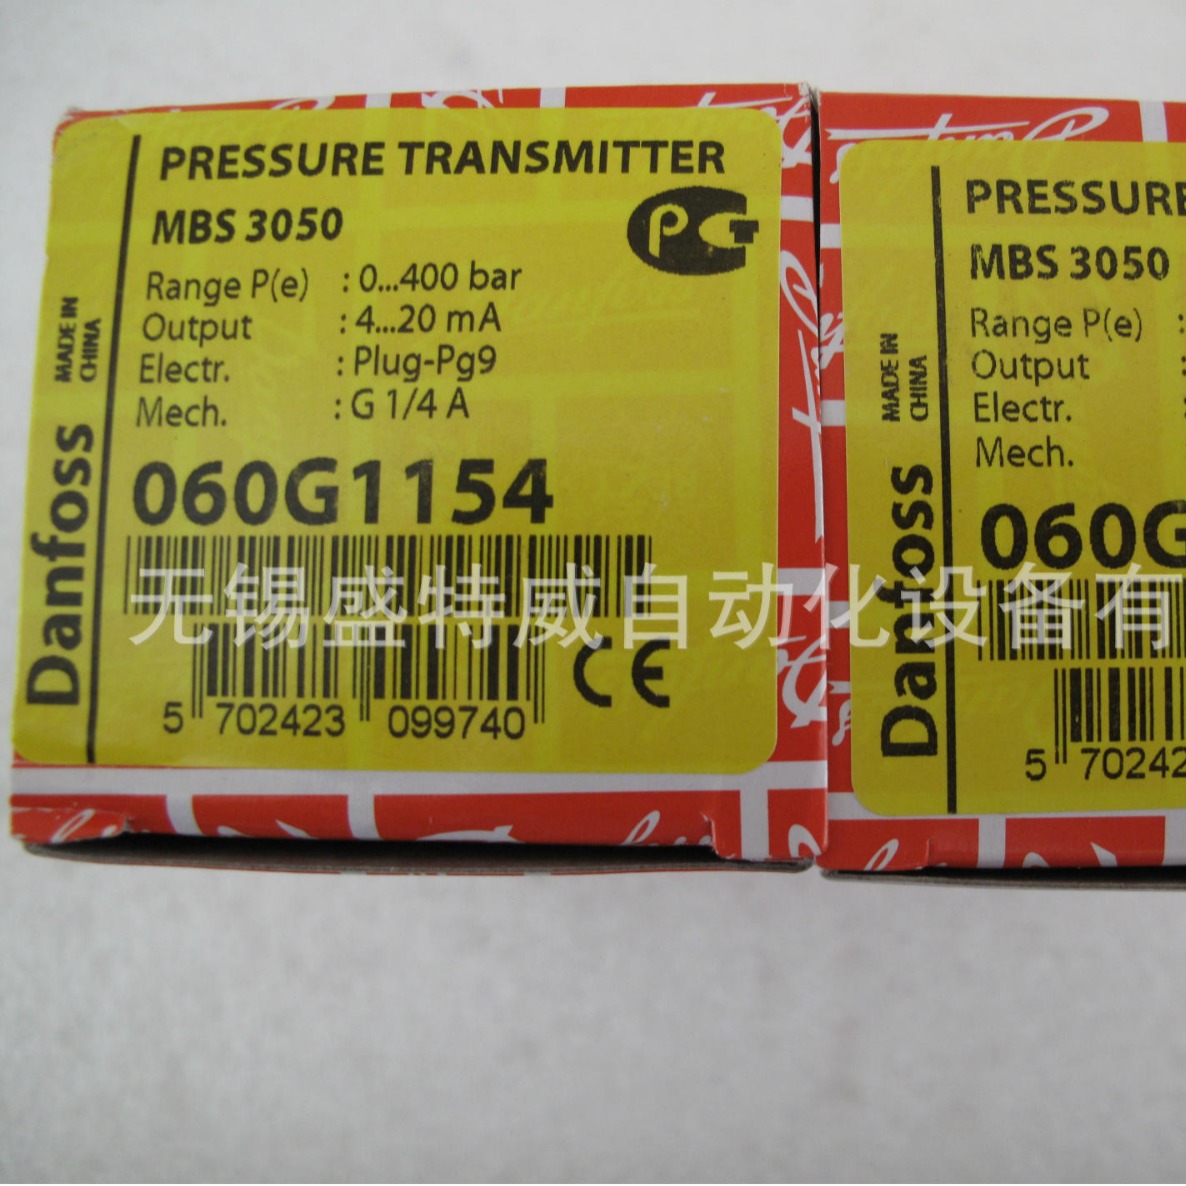 PRESSURE TRANSMITTER
MBS 3050
Range P(e) : 0...400 bar
Output : 4...20 mA
Electr. : Plug-Pg9
Mech. : G 1/4 A
060G1154
5 702423 099740
CE
MADE IN
CHINA
Danfoss
PRESSURE
MBS 3050
Range P(e) :
Output :
Electr. :
Mech.
060G
5 70242
MADE IN
CHINA
Danfoss
无锡盛特威自动化设备有